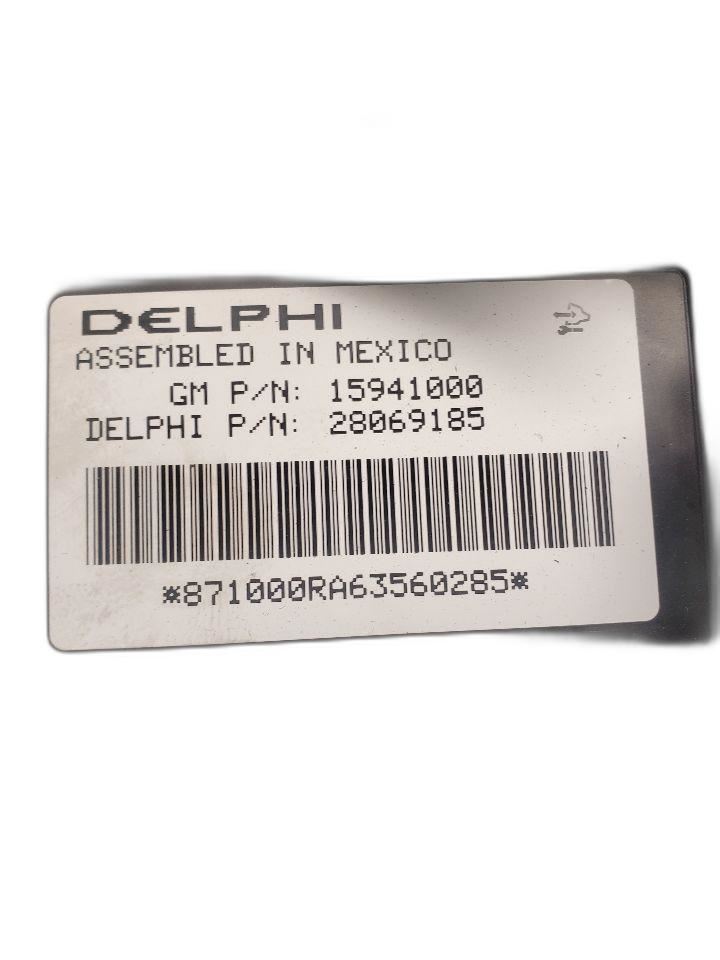 DELPHI
ASSEMBLED IN MEXICO
GM P/N: 15941000
DELPHI P/N: 28069185
*871000RA63560285*